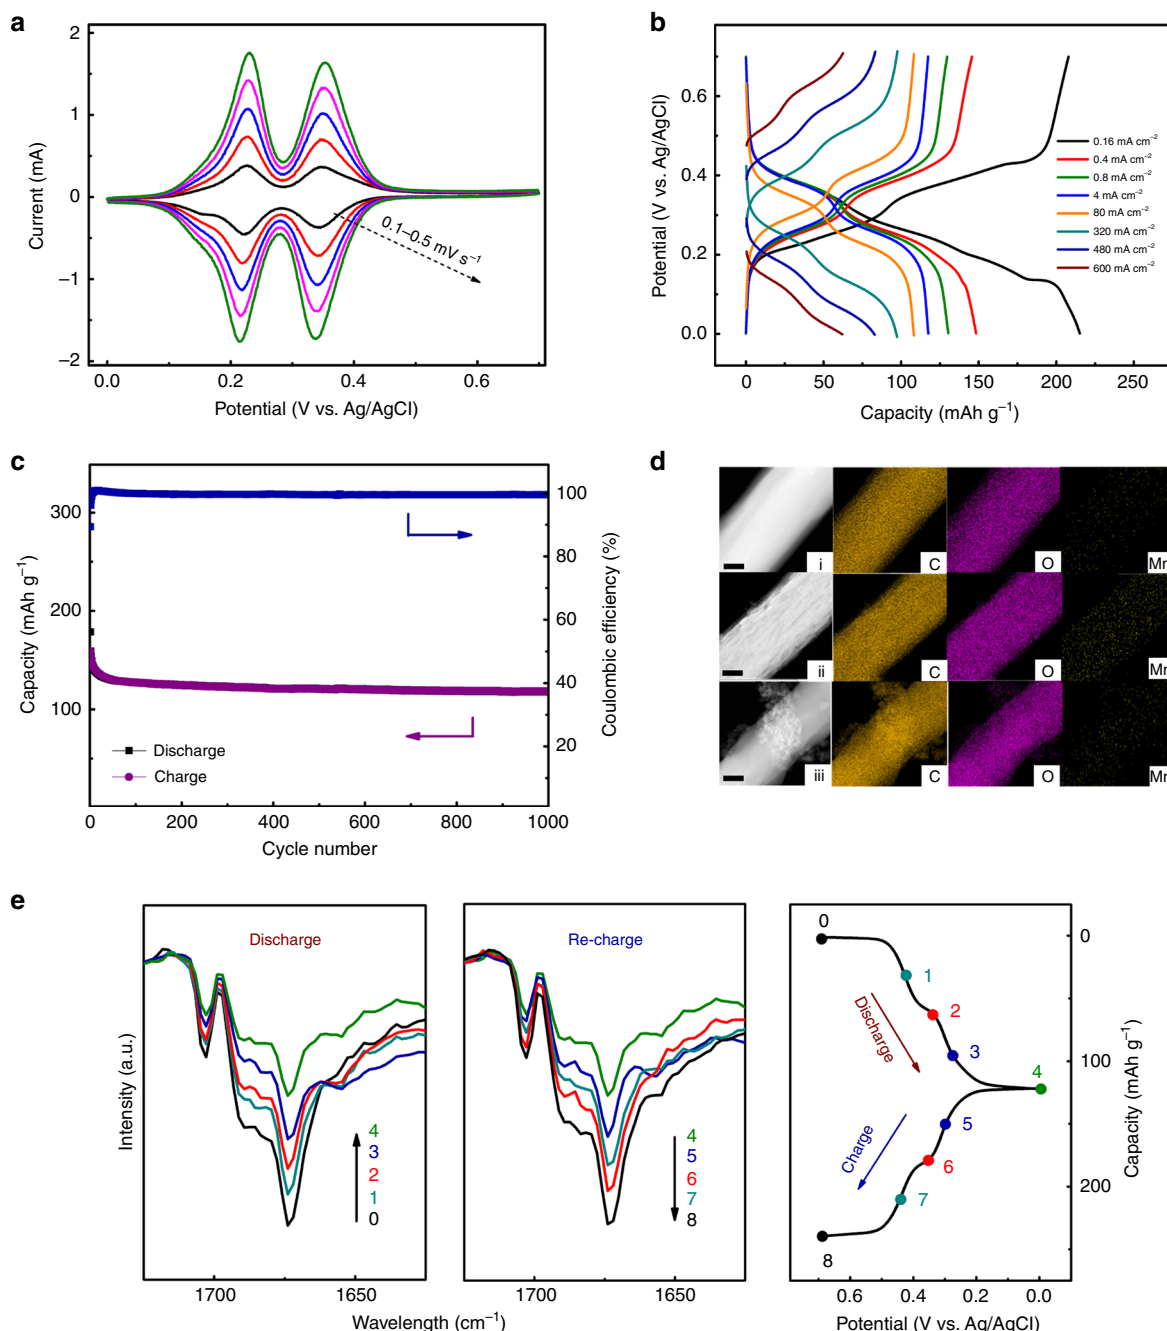 a
2
1
0
−1
−2
Current (mA)
0.1–0.5 mV s⁻¹
0.0
0.2
0.4
0.6
Potential (V vs. Ag/AgCl)
b
0.6
0.4
0.2
0.0
Potential (V vs. Ag/AgCl)
0.16 mA cm⁻²
0.4 mA cm⁻²
0.8 mA cm⁻²
4 mA cm⁻²
80 mA cm⁻²
320 mA cm⁻²
480 mA cm⁻²
600 mA cm⁻²
0
50
100
150
200
250
Capacity (mAh g⁻¹)
c
300
200
100
Capacity (mAh g⁻¹)
100
80
60
40
20
Coulombic efficiency (%)
Discharge
Charge
0
200
400
600
800
1000
Cycle number
d
i
C
O
ii
C
O
iii
C
O
e
Intensity (a.u.)
Discharge
4
3
2
1
0
1700
1650
Re-charge
4
5
6
7
8
1700
1650
Wavelength (cm⁻¹)
0
1
2
3
4
5
6
7
8
Discharge
Charge
0
100
200
Capacity (mAh g⁻¹)
0.6
0.4
0.2
0.0
Potential (V vs. Ag/AgCl)